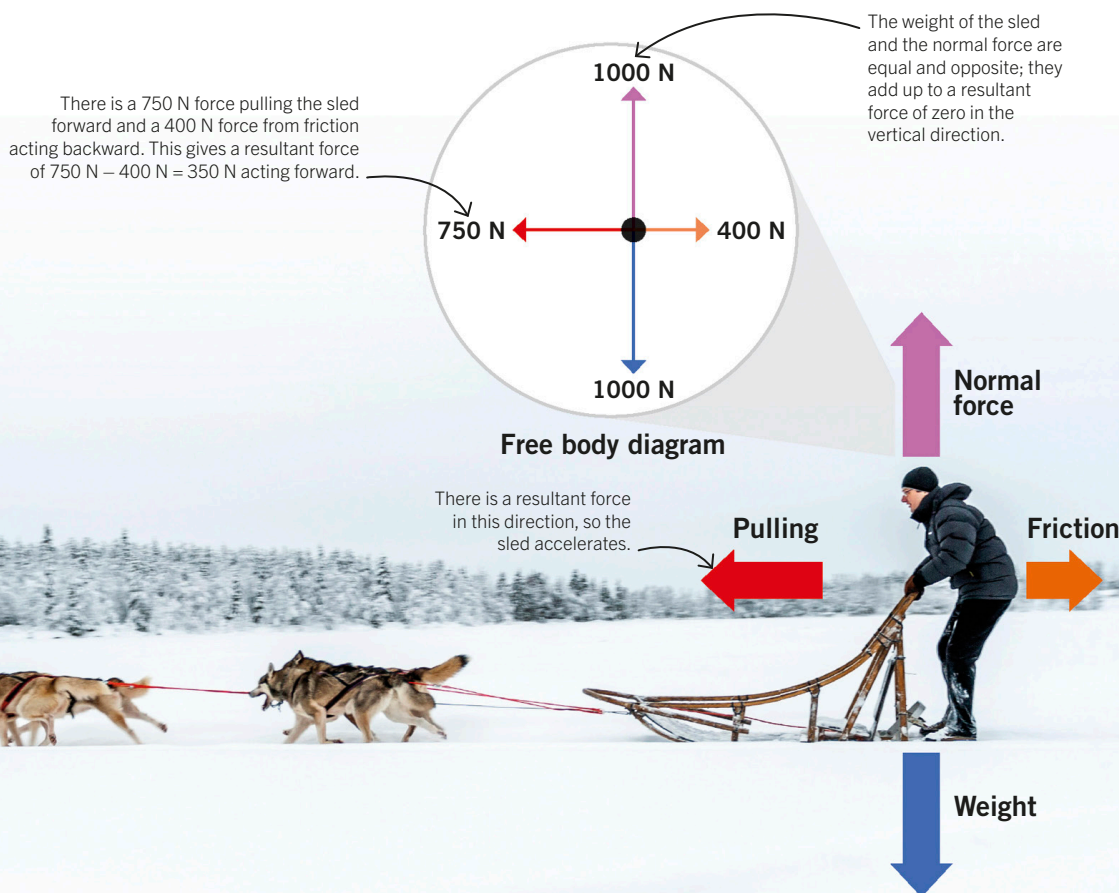 The weight of the sled
and the normal force are
equal and opposite; they
add up to a resultant
force of zero in the
vertical direction.
There is a 750 N force pulling the sled
forward and a 400 N force from friction
acting backward. This gives a resultant force
of 750 N – 400 N = 350 N acting forward.
1000 N
750 N
400 N
1000 N
Free body diagram
Normal
force
There is a resultant force
in this direction, so the
sled accelerates.
Pulling
Friction
Weight